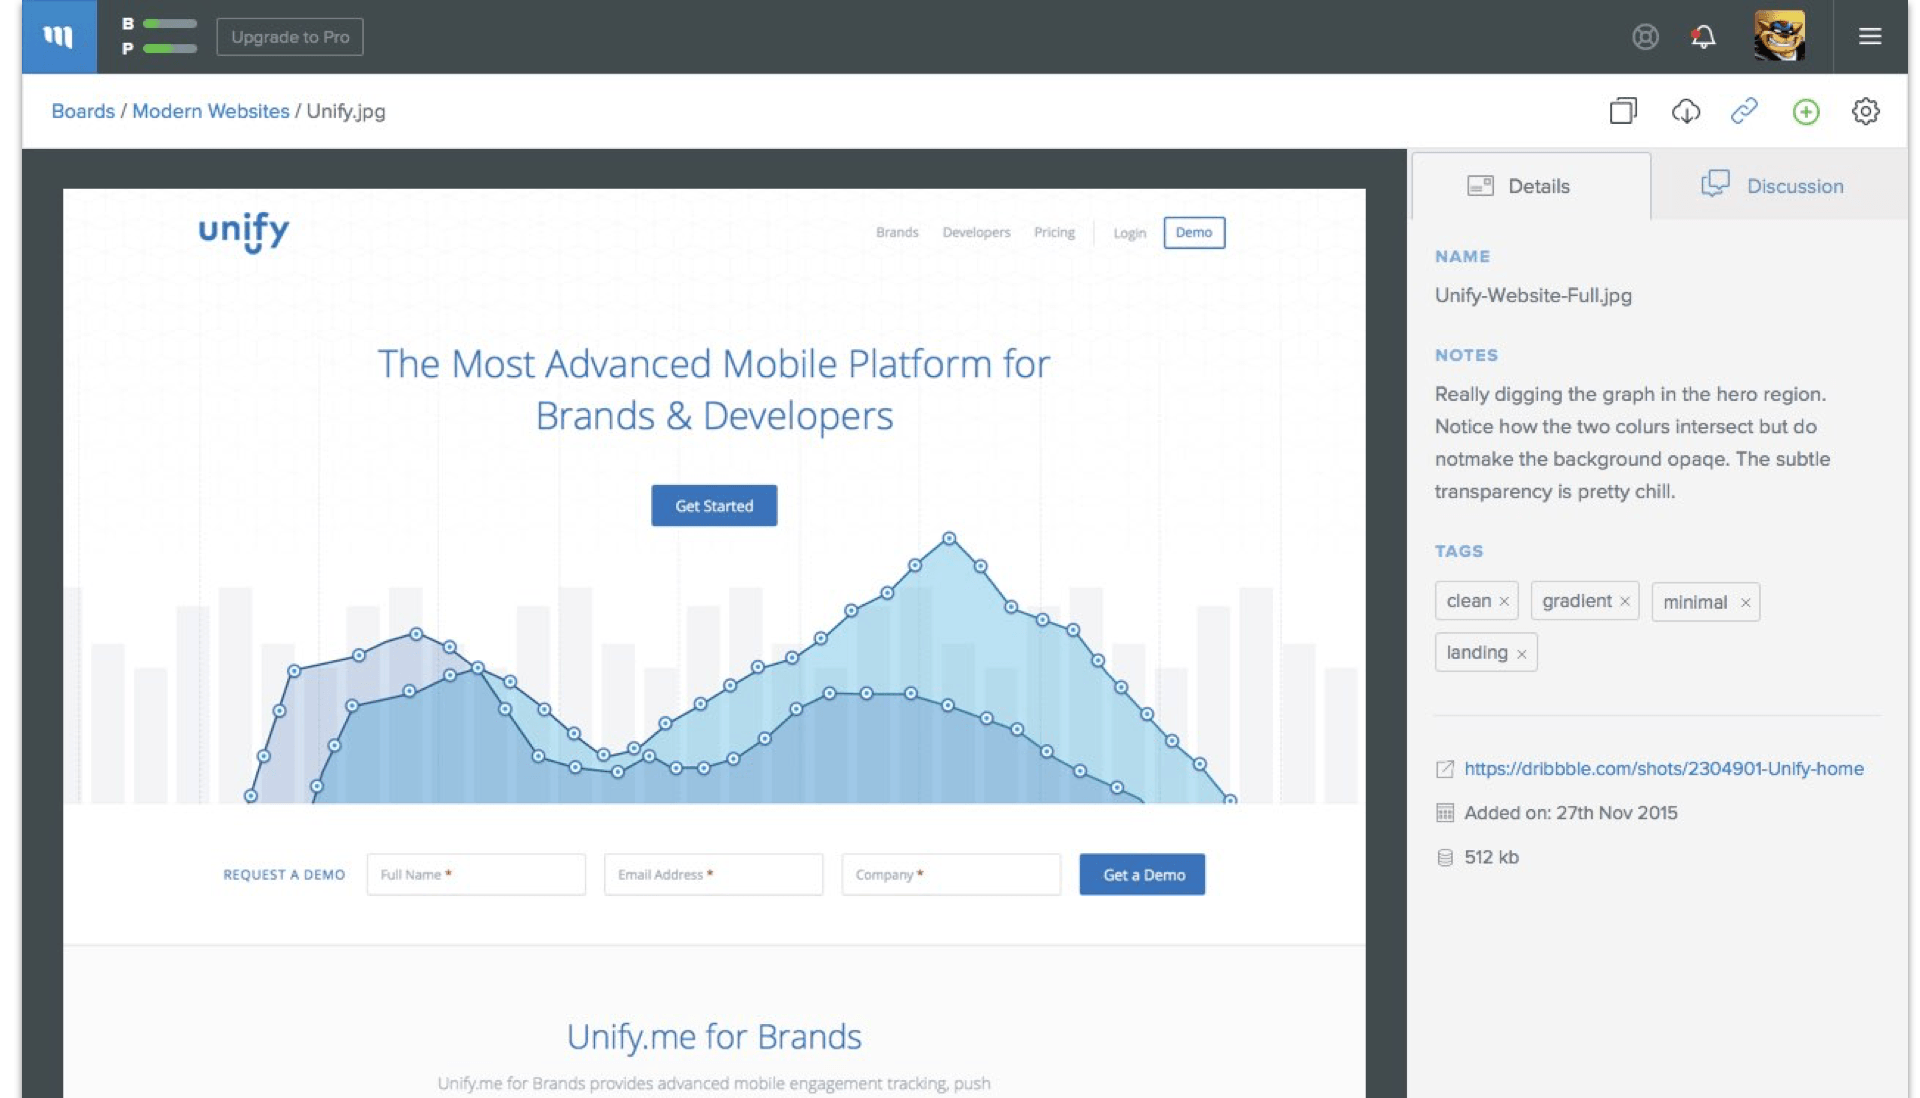 B
P
Upgrade to Pro
Boards / Modern Websites / Unify.jpg
unify
Brands Developers Pricing Login Demo
The Most Advanced Mobile Platform for
Brands & Developers
Get Started
REQUEST A DEMO Full Name * Email Address * Company * Get a Demo
Unify.me for Brands
Unify.me for Brands provides advanced mobile engagement tracking, push
Details
Discussion
NAME
Unify-Website-Full.jpg
NOTES
Really digging the graph in the hero region.
Notice how the two colurs intersect but do
notmake the background opaqe. The subtle
transparency is pretty chill.
TAGS
clean × gradient × minimal ×
landing ×
https://dribbble.com/shots/2304901-Unify-home
Added on: 27th Nov 2015
512 kb